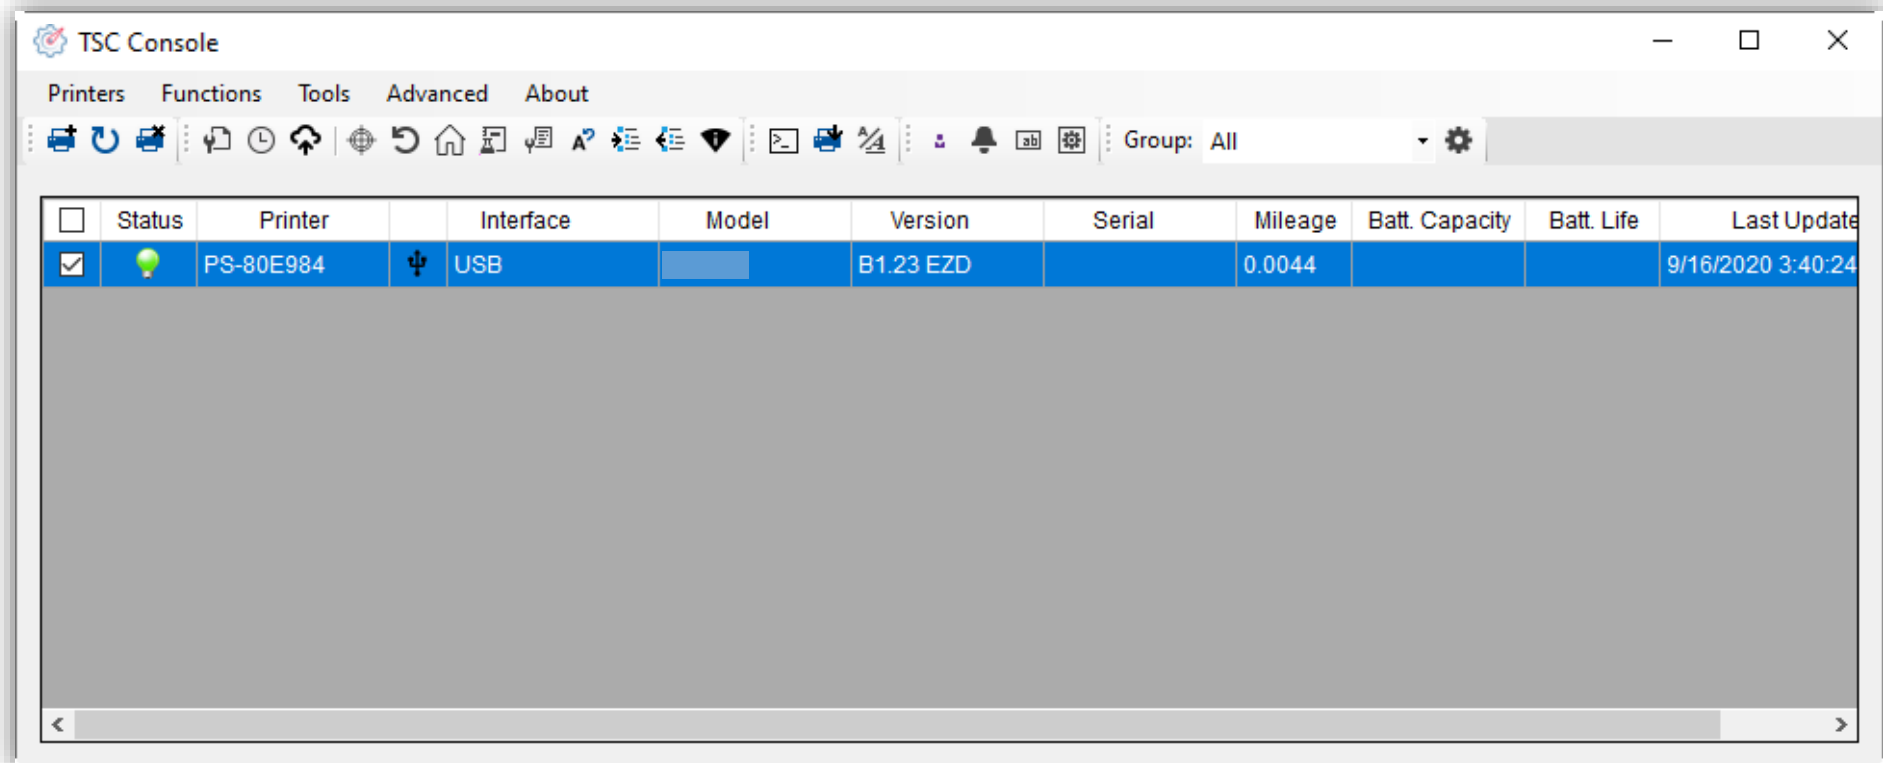 TSC Console
Printers Functions Tools Advanced About
Group: All
Status Printer Interface Model Version Serial Mileage Batt. Capacity Batt. Life Last Update
PS-80E984 USB B1.23 EZD 0.0044 9/16/2020 3:40:24